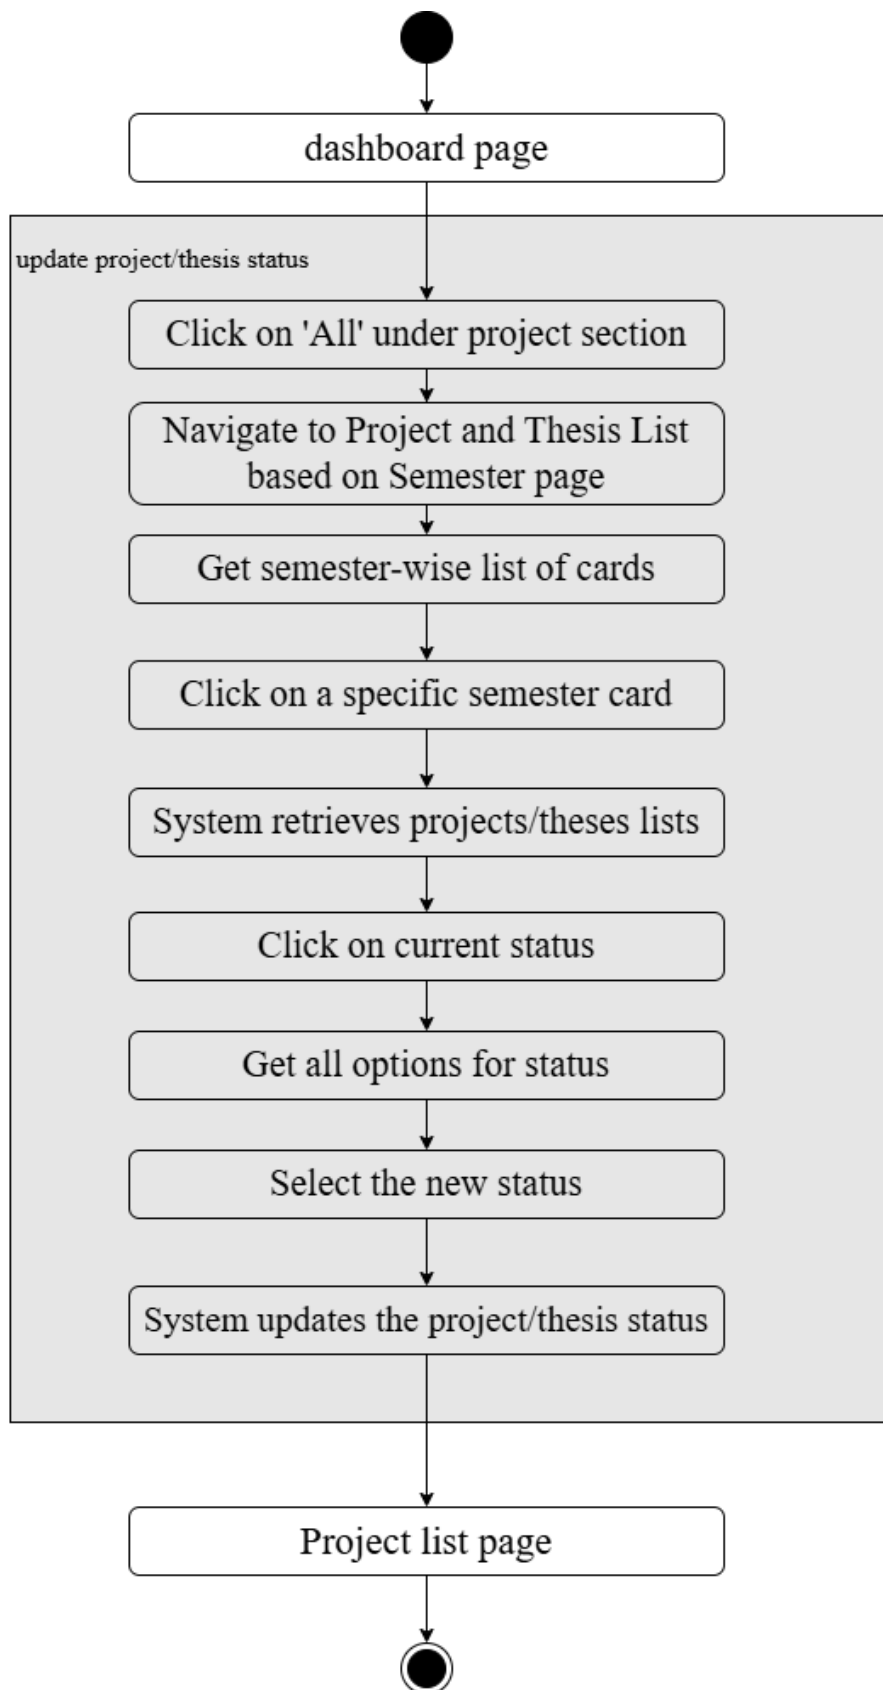 dashboard page
update project/thesis status
Click on 'All' under project section
Navigate to Project and Thesis List
based on Semester page
Get semester-wise list of cards
Click on a specific semester card
System retrieves projects/theses lists
Click on current status
Get all options for status
Select the new status
System updates the project/thesis status
Project list page